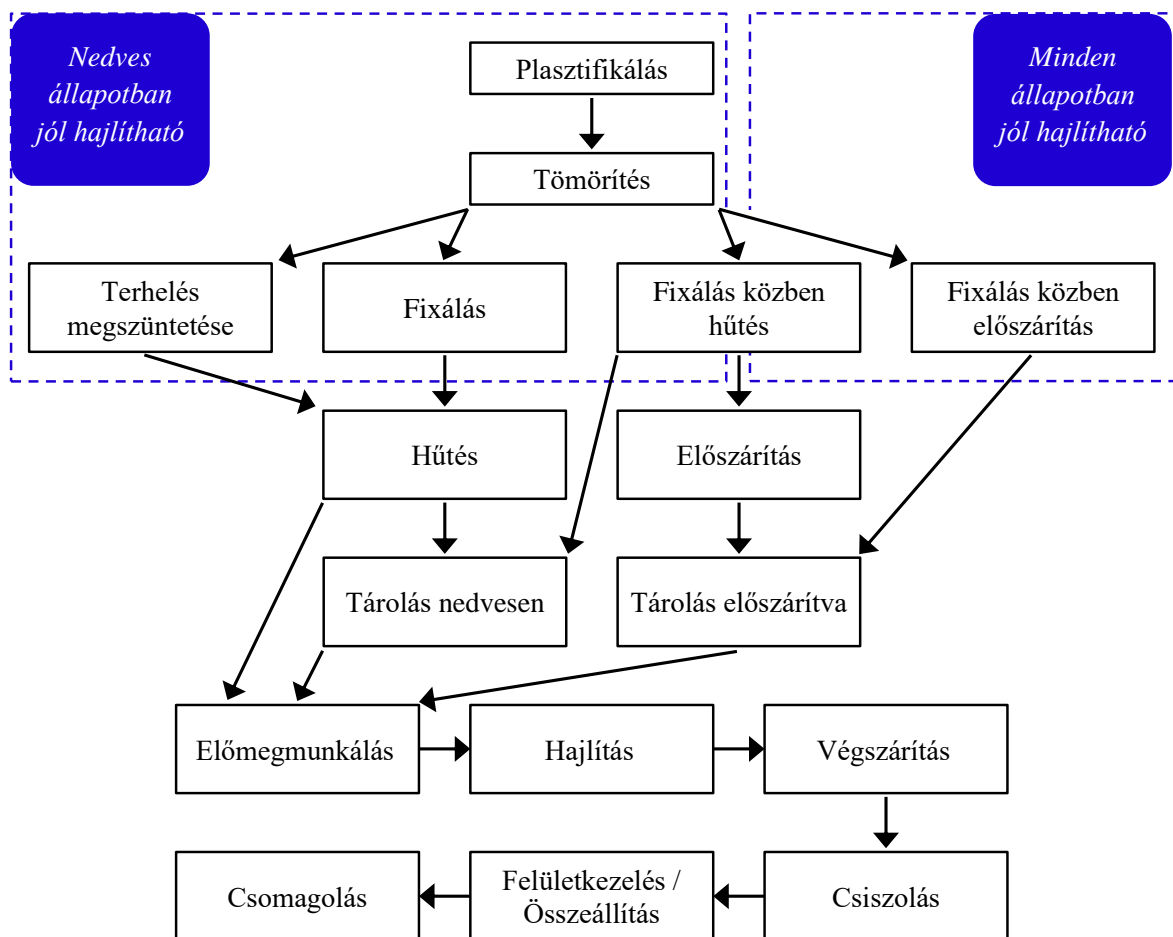 Nedves
állapotban
jól hajlítható
Plasztifikálás
Minden
állapotban
jól hajlítható
Tömörítés
Terhelés
megszüntetése
Fixálás
Fixálás közben
hűtés
Fixálás közben
előszárítás
Hűtés
Előszárítás
Tárolás nedvesen
Tárolás előszárítva
Előmegmunkálás
Hajlítás
Végszárítás
Csomagolás
Felületkezelés /
Összeállítás
Csiszolás